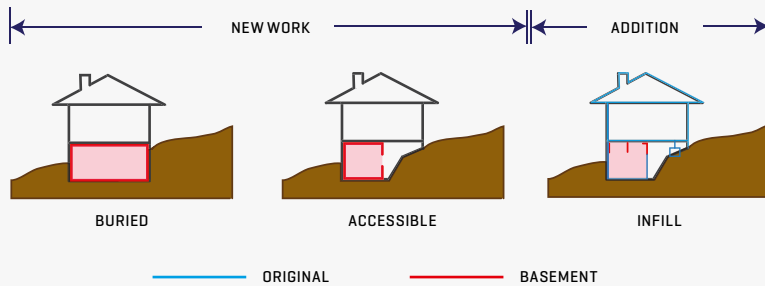 NEW WORK
ADDITION
BURIED
ACCESSIBLE
INFILL
ORIGINAL
BASEMENT